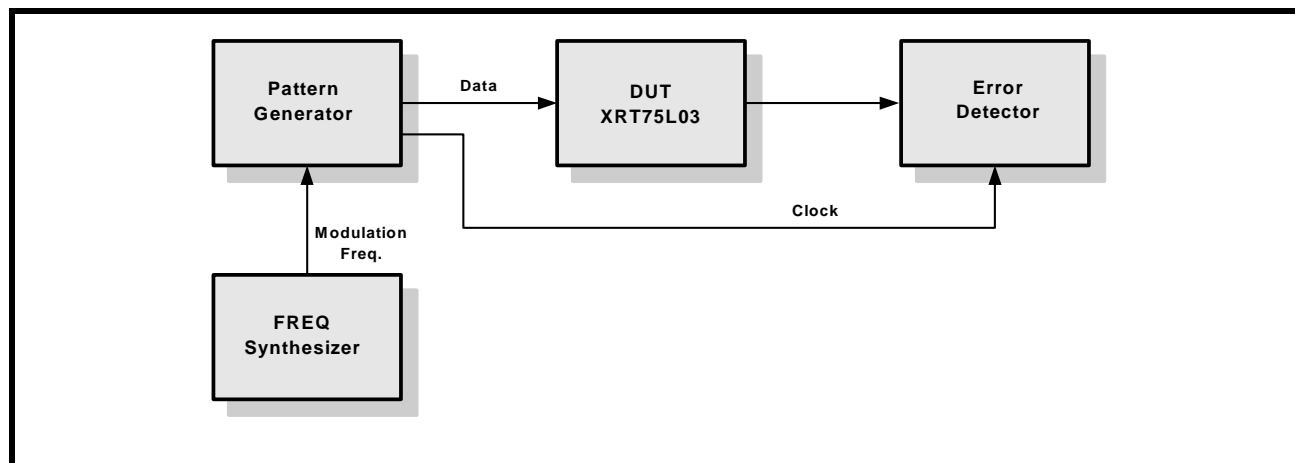 Pattern
Generator
Data
DUT
XRT75L03
Error
Detector
Clock
Modulation
Freq.
FREQ
Synthesizer